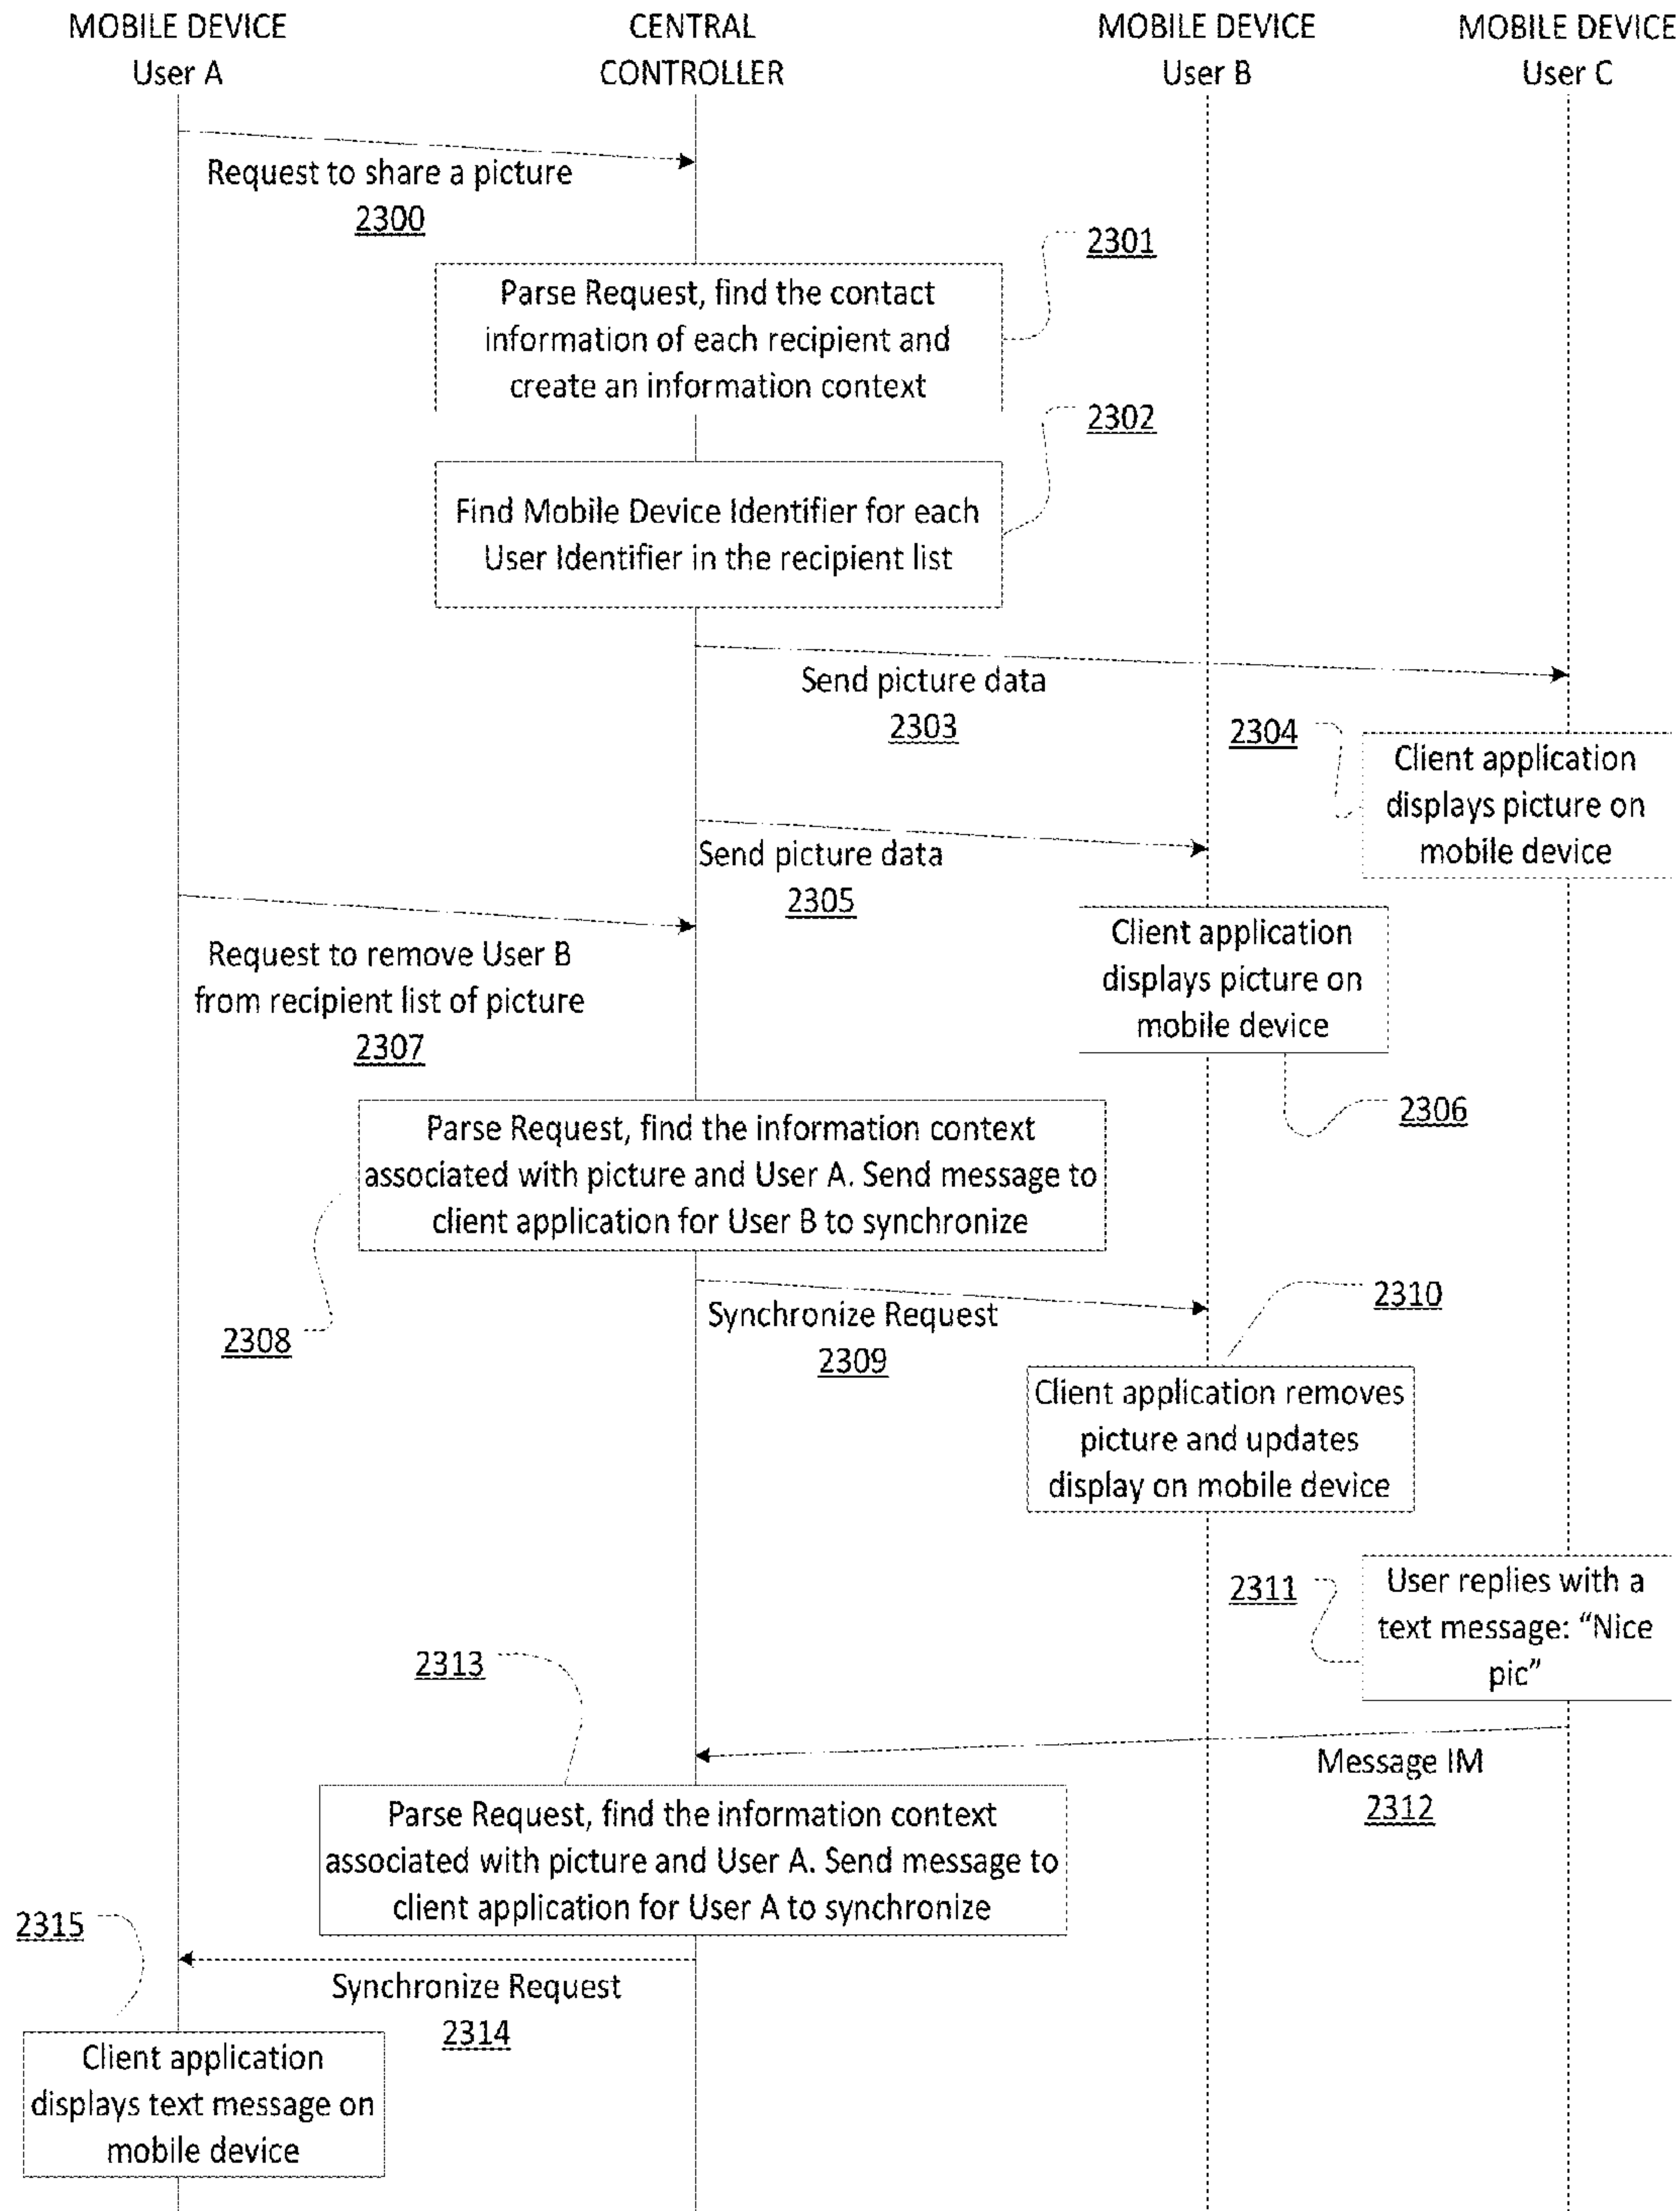 MOBILE DEVICE
User A
CENTRAL
CONTROLLER
MOBILE DEVICE
User B
MOBILE DEVICE
User C
Request to share a picture
2300
2301
Parse Request, find the contact
information of each recipient and
create an information context
2302
Find Mobile Device Identifier for each
User Identifier in the recipient list
Send picture data
2303
2304
Client application
displays picture on
mobile device
Send picture data
2305
Request to remove User B
from recipient list of picture
2307
Client application
displays picture on
mobile device
2306
Parse Request, find the information context
associated with picture and User A. Send message to
client application for User B to synchronize
2308
Synchronize Request
2309
2310
Client application removes
picture and updates
display on mobile device
2311
User replies with a
text message: “Nice
pic”
2313
Message IM
2312
Parse Request, find the information context
associated with picture and User A. Send message to
client application for User A to synchronize
2315
Synchronize Request
2314
Client application
displays text message on
mobile device